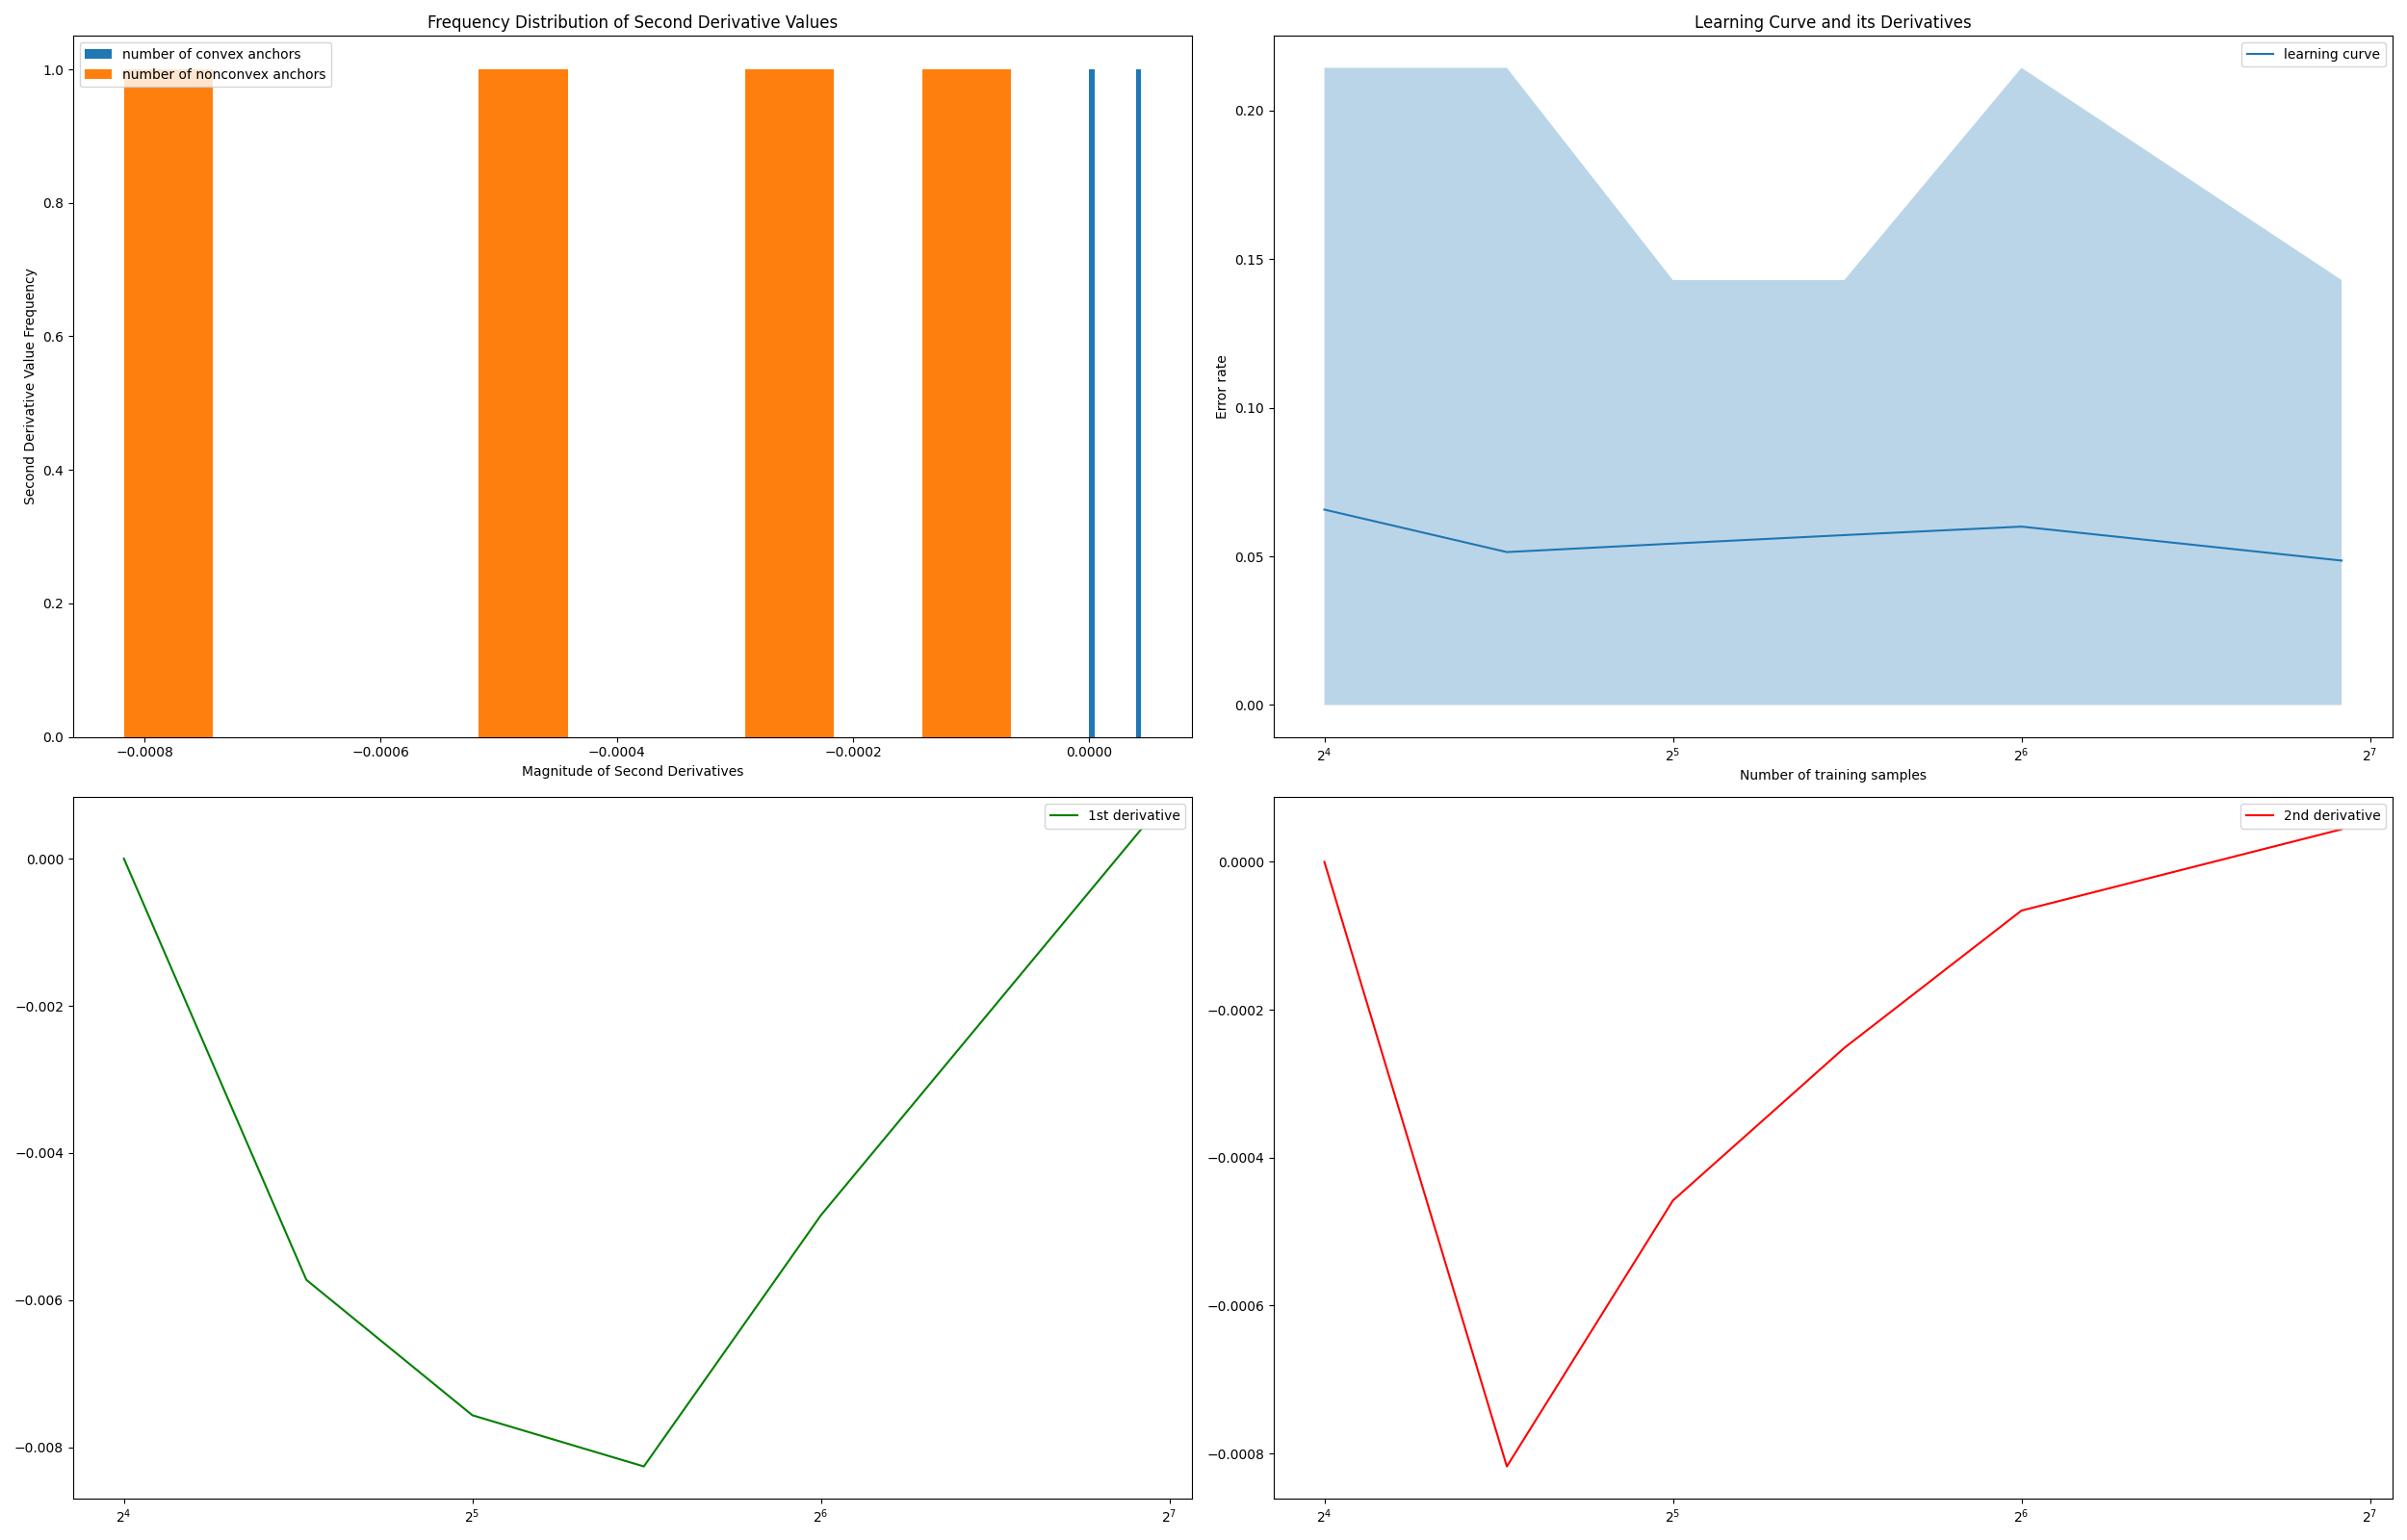 Frequency Distribution of Second Derivative Values
number of convex anchors
number of nonconvex anchors
Second Derivative Value Frequency
1.0
0.8
0.6
0.4
0.2
0.0
−0.0008 −0.0006 −0.0004 −0.0002 0.0000
Magnitude of Second Derivatives
Learning Curve and its Derivatives
learning curve
Error rate
0.20
0.15
0.10
0.05
0.00
2⁴ 2⁵ 2⁶ 2⁷
Number of training samples
1st derivative
0.000
−0.002
−0.004
−0.006
−0.008
2⁴ 2⁵ 2⁶ 2⁷
2nd derivative
0.0000
−0.0002
−0.0004
−0.0006
−0.0008
2⁴ 2⁵ 2⁶ 2⁷